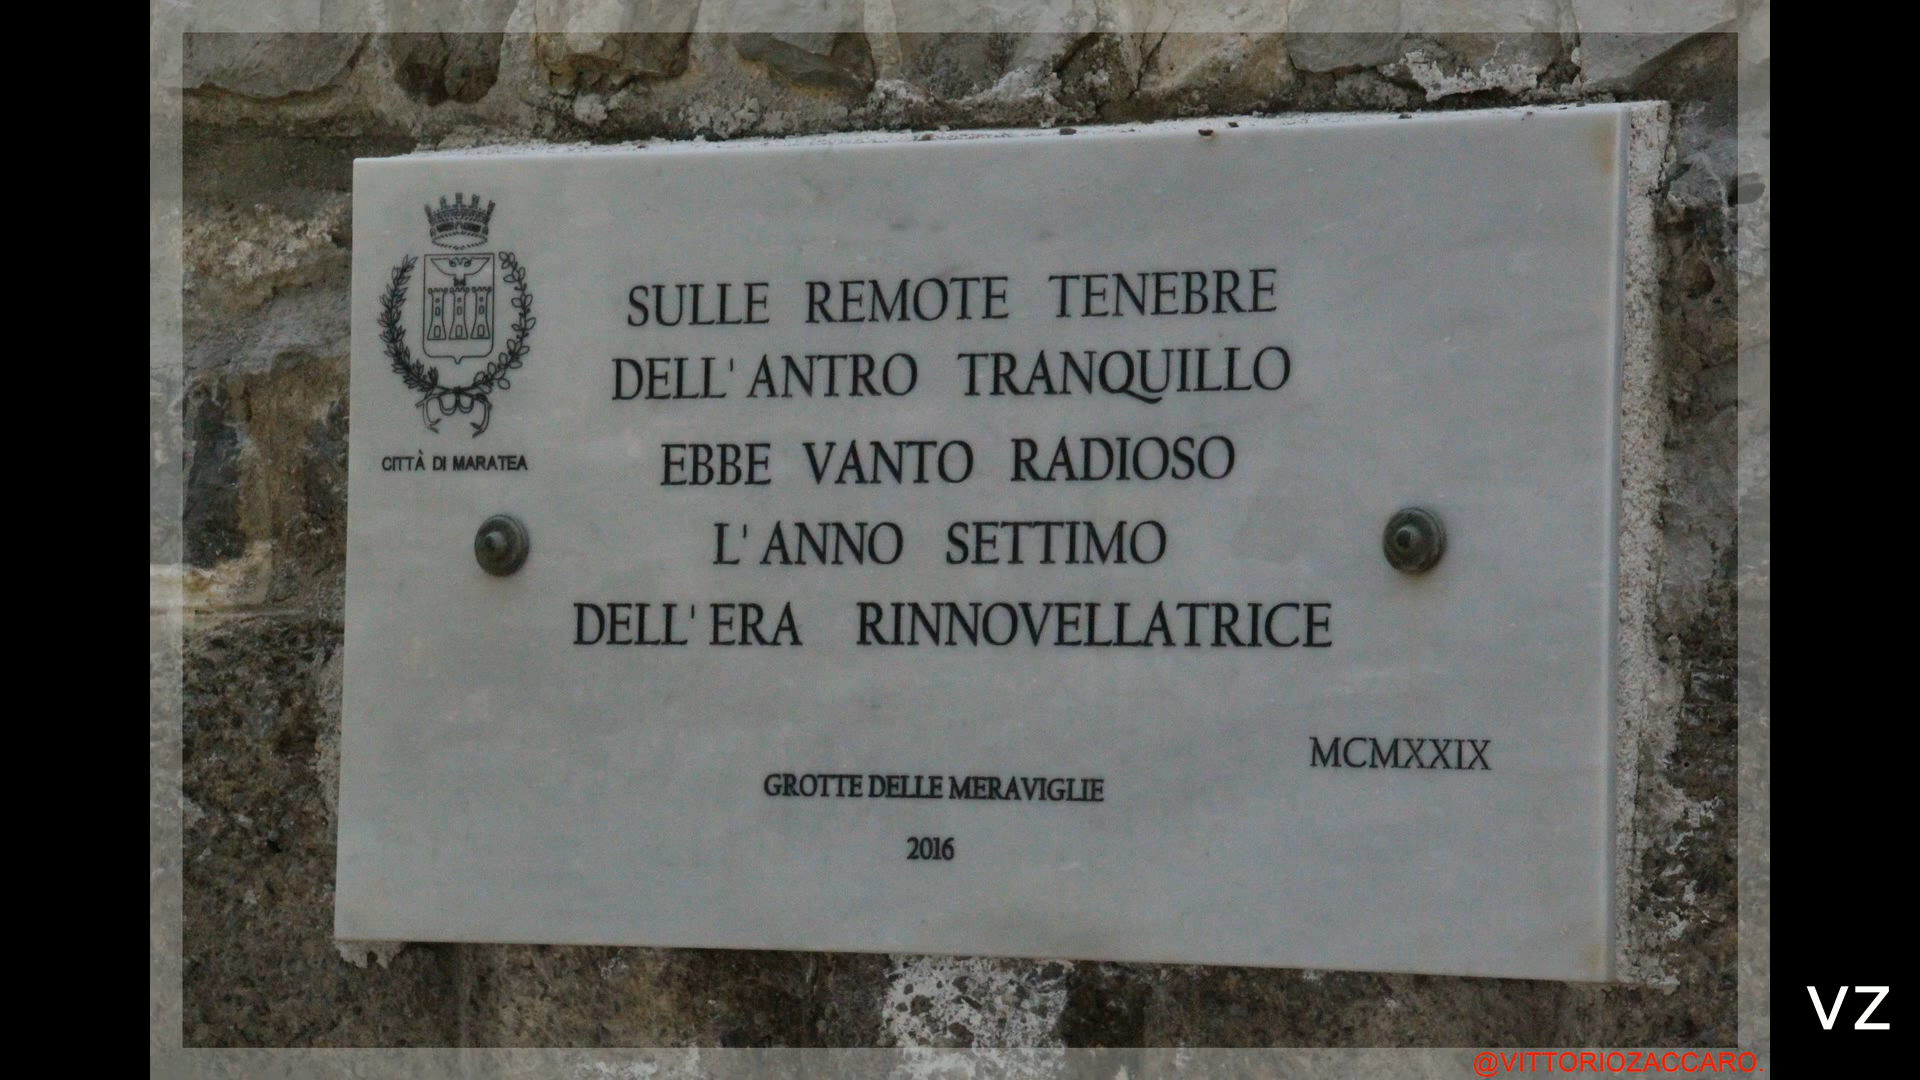 SULLE REMOTE TENEBRE
DELL'ANTRO TRANQUILLO
EBBE VANTO RADIOSO
L'ANNO SETTIMO
DELL'ERA RINNOVELLATRICE
CITTÀ DI MARATEA
MCMXXIX
GROTTE DELLE MERAVIGLIE
2016
VZ
@VITTORIOZACCARO.